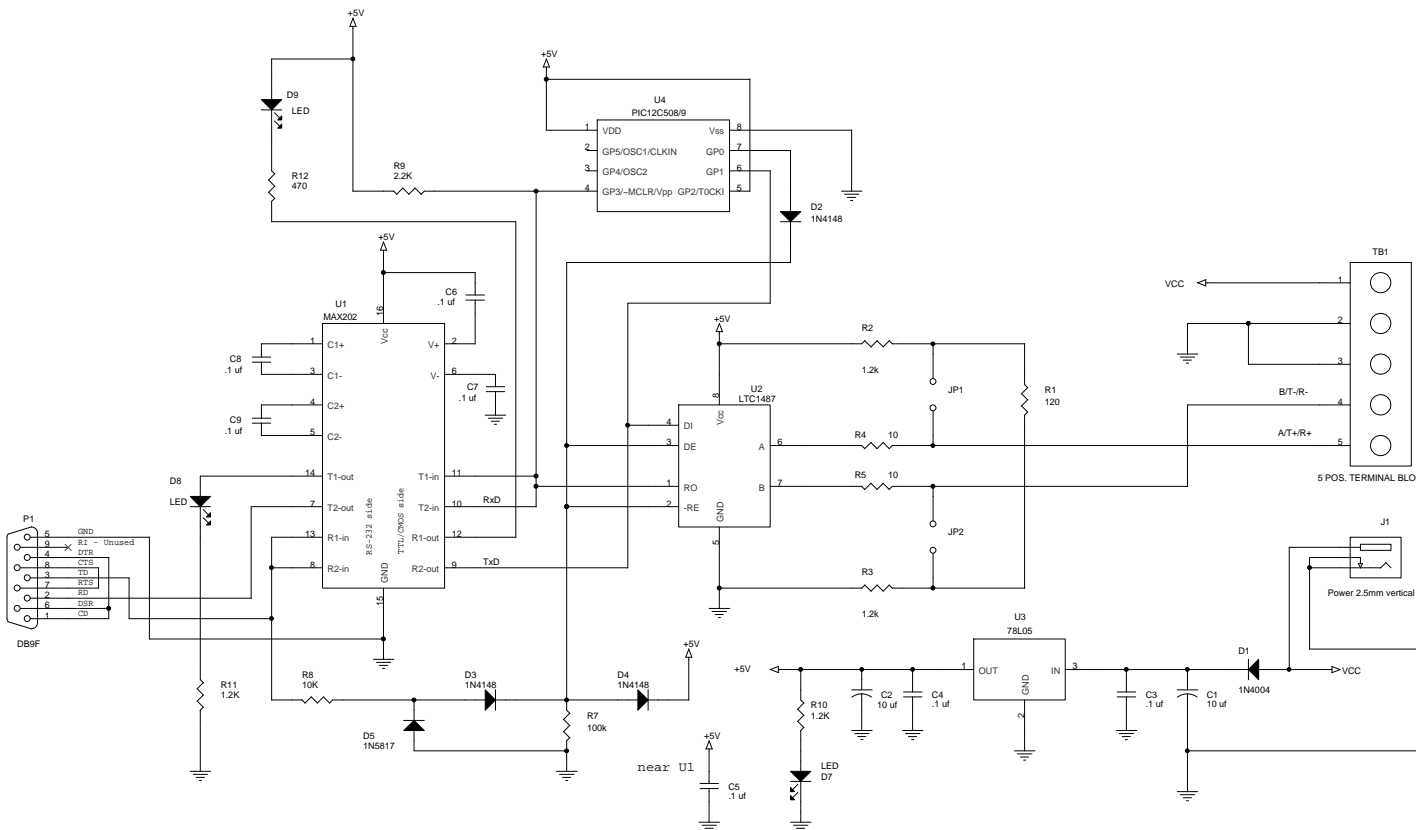 +5V
D9
LED
R12
470
R9
2.2K
+5V
U4
PIC12C508/9
1 VDD
2 GP5/OSC1/CLKIN
3 GP4/OSC2
4 GP3/~MCLR/Vpp
Vss 8
GP0 7
GP1 6
GP2/T0CKI 5
D2
1N4148
+5V
C6
.1 uf
U1
MAX202
16
Vcc
1 C1+
3 C1-
4 C2+
5 C2-
14 T1-out
7 T2-out
13 R1-in
8 R2-in
V+ 2
V- 6
T1-in 11
T2-in 10
R1-out 12
R2-out 9
RS-232 side
TTL/CMOS side
GND
15
RxD
TxD
C8
.1 uf
C9
.1 uf
C7
.1 uf
D8
LED
P1
5 GND
9 RI - Unused
4 DTR
8 CTS
3 TD
7 RTS
2 RD
6 DSR
1 CD
DB9F
R11
1.2K
R8
10K
D3
1N4148
D4
1N4148
+5V
D5
1N5817
R7
100k
near U1
+5V
C5
.1 uf
+5V
U2
LTC1487
8
Vcc
4 DI
3 DE
1 RO
2 -RE
A 6
B 7
GND
5
R2
1.2k
JP1
R1
120
R4 10
R5 10
JP2
R3
1.2k
TB1
VCC
1
2
3
B/T-/R- 4
A/T+/R+ 5
5 POS. TERMINAL BLO
J1
Power 2.5mm vertical
U3
78L05
+5V
1 OUT
IN 3
GND
2
D1
1N4004
VCC
R10
1.2K
C2
10 uf
C4
.1 uf
C3
.1 uf
C1
10 uf
LED
D7